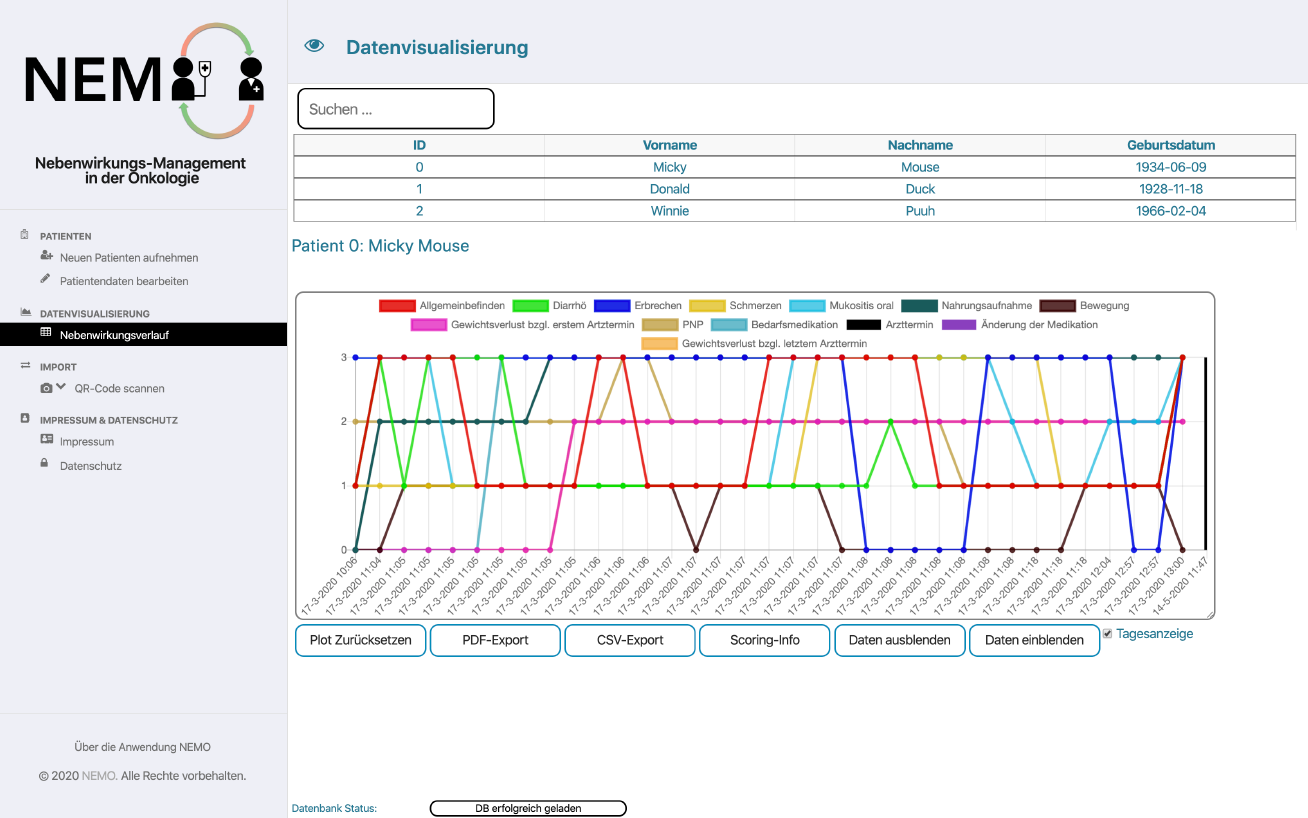 NEM
Nebenwirkungs-Management
in der Onkologie
PATIENTEN
Neuen Patienten aufnehmen
Patientendaten bearbeiten
DATENVISUALISIERUNG
Nebenwirkungsverlauf
IMPORT
QR-Code scannen
IMPRESSUM & DATENSCHUTZ
Impressum
Datenschutz
Über die Anwendung NEMO
© 2020 NEMO. Alle Rechte vorbehalten.
Datenvisualisierung
Suchen ...
ID Vorname Nachname Geburtsdatum
0 Micky Mouse 1934-06-09
1 Donald Duck 1928-11-18
2 Winnie Puuh 1966-02-04
Patient 0: Micky Mouse
Allgemeinbefinden Diarrhö Erbrechen Schmerzen Mukositis oral Nahrungsaufnahme Bewegung
Gewichtsverlust bzgl. erstem Artztermin PNP Bedarfsmedikation Arzttermin Änderung der Medikation
Gewichtsverlust bzgl. letztem Arzttermin
3
2
1
0
17-3-2020 10:06
17-3-2020 11:04
17-3-2020 11:05
17-3-2020 11:05
17-3-2020 11:05
17-3-2020 11:05
17-3-2020 11:05
17-3-2020 11:05
17-3-2020 11:05
17-3-2020 11:05
17-3-2020 11:06
17-3-2020 11:06
17-3-2020 11:06
17-3-2020 11:07
17-3-2020 11:07
17-3-2020 11:07
17-3-2020 11:07
17-3-2020 11:07
17-3-2020 11:07
17-3-2020 11:07
17-3-2020 11:07
17-3-2020 11:08
17-3-2020 11:08
17-3-2020 11:08
17-3-2020 11:08
17-3-2020 11:08
17-3-2020 11:08
17-3-2020 11:08
17-3-2020 11:18
17-3-2020 11:18
17-3-2020 11:18
17-3-2020 12:04
17-3-2020 12:57
17-3-2020 12:57
17-3-2020 13:00
14-5-2020 11:47
Plot Zurücksetzen PDF-Export CSV-Export Scoring-Info Daten ausblenden Daten einblenden Tagesanzeige
Datenbank Status: DB erfolgreich geladen